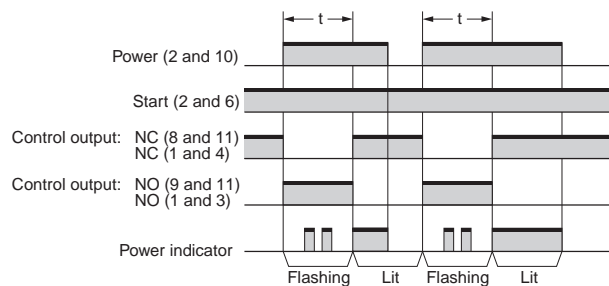 t t
Power (2 and 10)
Start (2 and 6)
Control output: NC (8 and 11)
NC (1 and 4)
Control output: NO (9 and 11)
NO (1 and 3)
Power indicator
Flashing Lit Flashing Lit